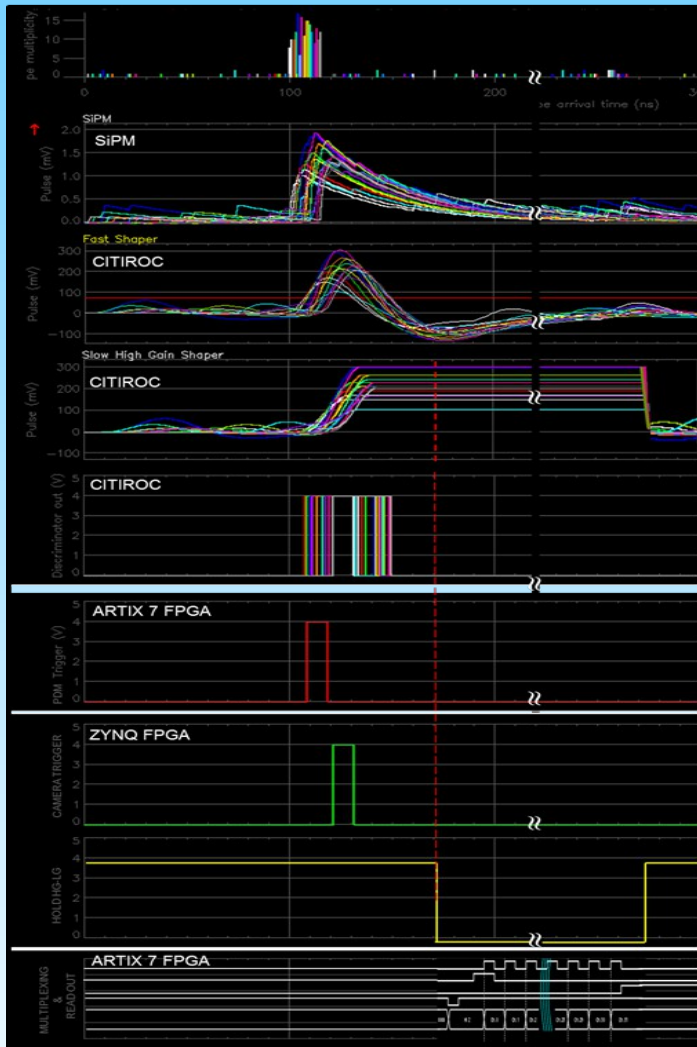 pe multiplicity
15
10
5
0
0
100
200
pe arrival time (ns)
SiPM
SiPM
Pulse (mV)
2.0
1.5
1.0
0.5
0.0
Fast Shaper
CITIROC
Pulse (mV)
300
200
100
0
-100
Slow High Gain Shaper
CITIROC
Pulse (mV)
300
200
100
0
-100
CITIROC
Discriminator out (V)
5
4
3
2
1
0
ARTIX 7 FPGA
PDM Trigger (V)
5
4
3
2
1
0
ZYNQ FPGA
CAMERA TRIGGER
5
4
3
2
1
0
HOLD HG-LG
5
4
3
2
1
0
ARTIX 7 FPGA
MULTIPLEXING
&
READOUT